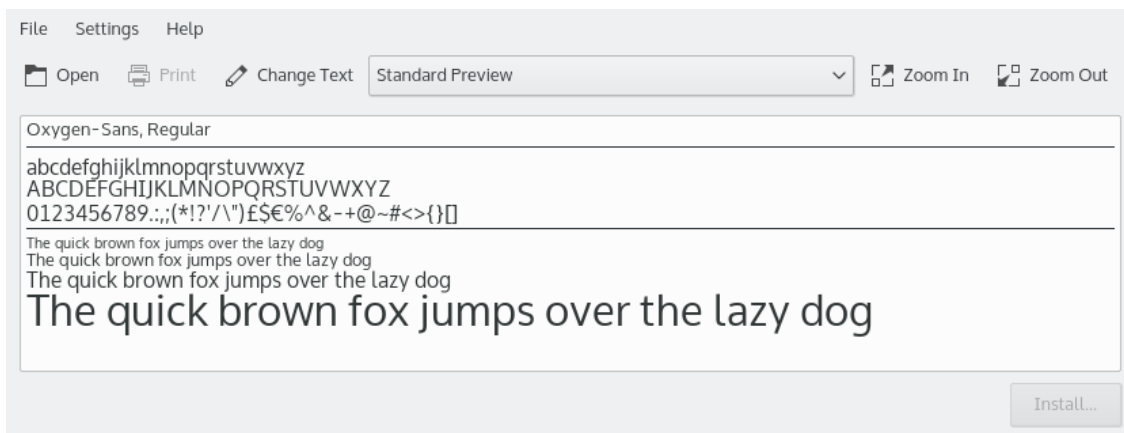 File Settings Help
Open Print Change Text Standard Preview Zoom In Zoom Out
Oxygen-Sans, Regular
abcdefghijklmnopqrstuvwxyz
ABCDEFGHIJKLMNOPQRSTUVWXYZ
0123456789.:,;(*!?'/\")£$€%^&-+@~#<>{}[]
The quick brown fox jumps over the lazy dog
The quick brown fox jumps over the lazy dog
The quick brown fox jumps over the lazy dog
The quick brown fox jumps over the lazy dog
Install...